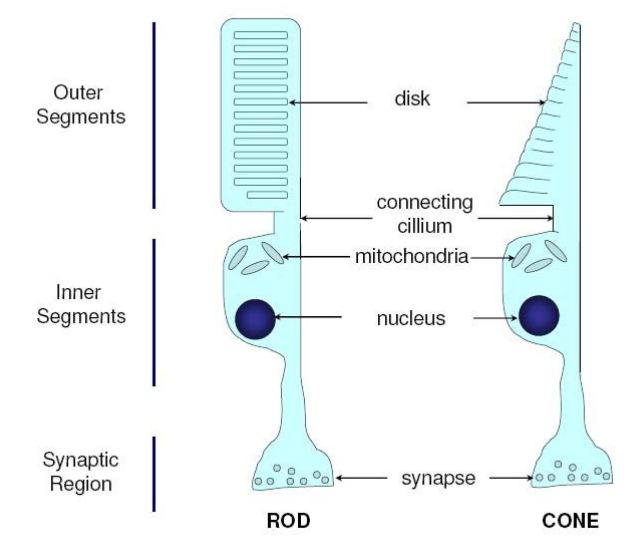 Outer
Segments
disk
connecting
cillium
mitochondria
Inner
Segments
nucleus
Synaptic
Region
synapse
ROD
CONE